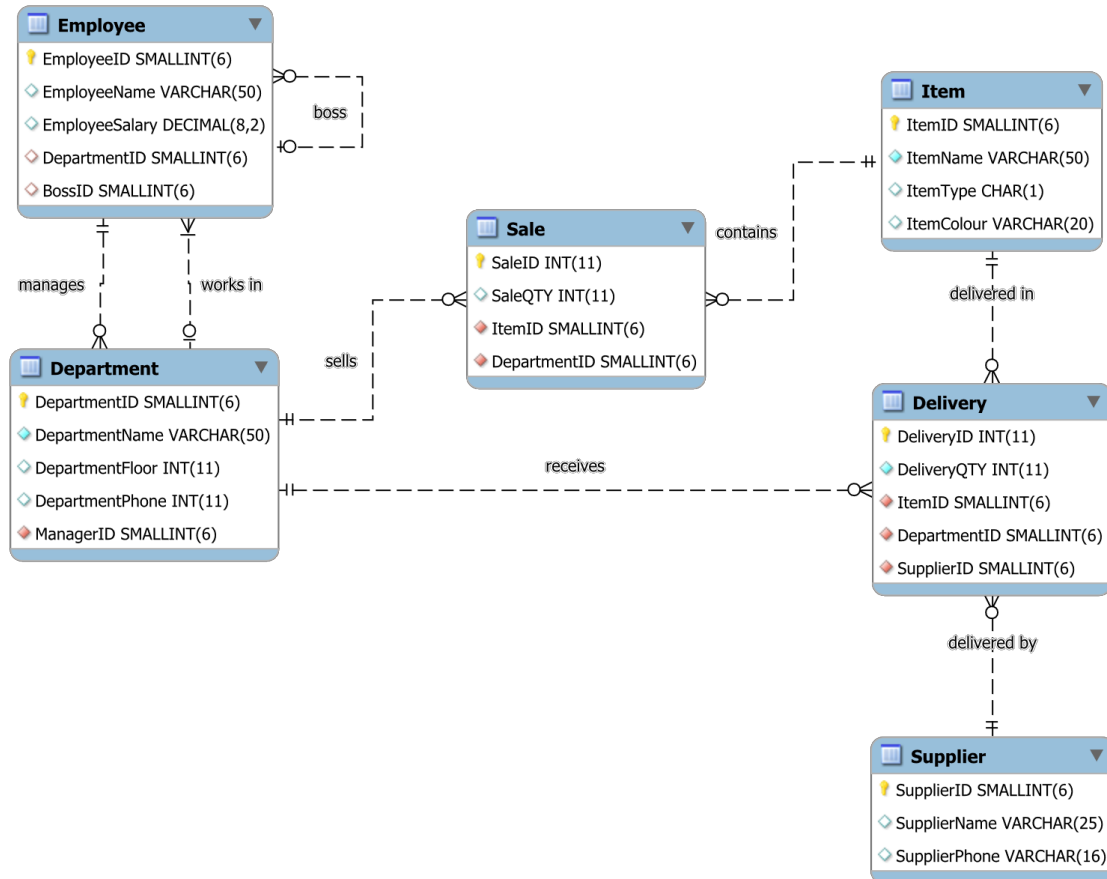 Employee
EmployeeID SMALLINT(6)
EmployeeName VARCHAR(50)
EmployeeSalary DECIMAL(8,2)
DepartmentID SMALLINT(6)
BossID SMALLINT(6)
boss
manages
works in
Department
DepartmentID SMALLINT(6)
DepartmentName VARCHAR(50)
DepartmentFloor INT(11)
DepartmentPhone INT(11)
ManagerID SMALLINT(6)
sells
receives
Sale
SaleID INT(11)
SaleQTY INT(11)
ItemID SMALLINT(6)
DepartmentID SMALLINT(6)
contains
Item
ItemID SMALLINT(6)
ItemName VARCHAR(50)
ItemType CHAR(1)
ItemColour VARCHAR(20)
delivered in
Delivery
DeliveryID INT(11)
DeliveryQTY INT(11)
ItemID SMALLINT(6)
DepartmentID SMALLINT(6)
SupplierID SMALLINT(6)
delivered by
Supplier
SupplierID SMALLINT(6)
SupplierName VARCHAR(25)
SupplierPhone VARCHAR(16)